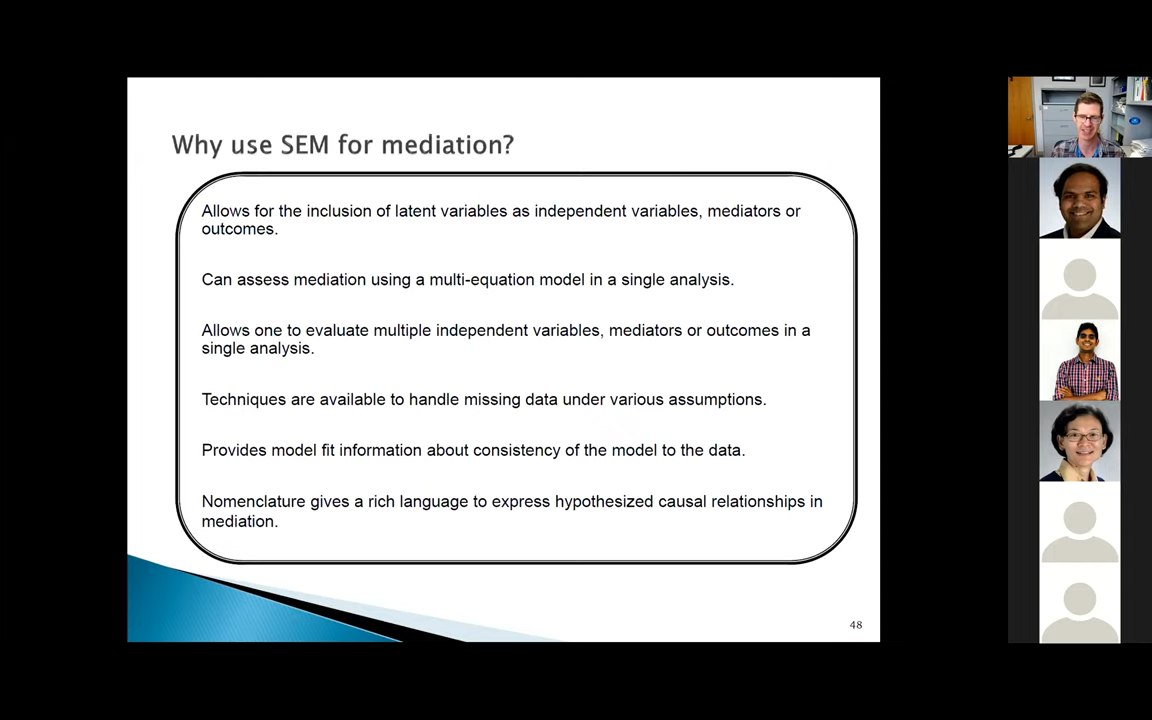 Why use SEM for mediation?
Allows for the inclusion of latent variables as independent variables, mediators or
outcomes.
Can assess mediation using a multi-equation model in a single analysis.
Allows one to evaluate multiple independent variables, mediators or outcomes in a
single analysis.
Techniques are available to handle missing data under various assumptions.
Provides model fit information about consistency of the model to the data.
Nomenclature gives a rich language to express hypothesized causal relationships in
mediation.
48